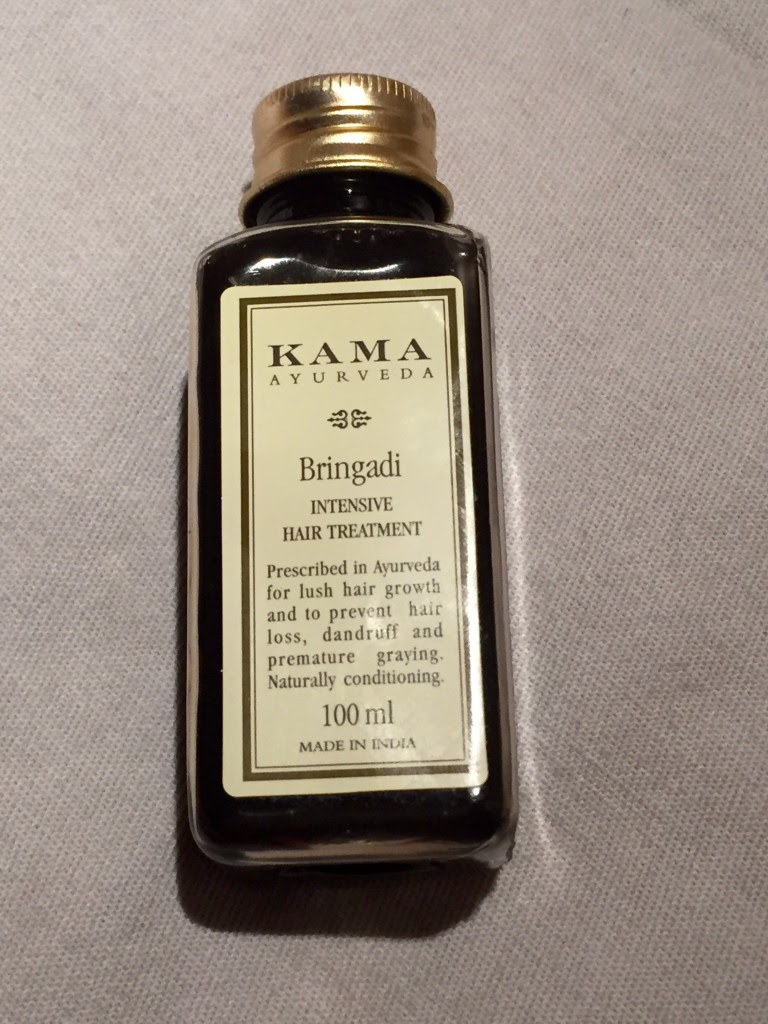 KAMA
AYURVEDA
Bringadi
INTENSIVE
HAIR TREATMENT
Prescribed in Ayurveda
for lush hair growth
and to prevent hair
loss, dandruff and
premature graying.
Naturally conditioning.
100 ml
MADE IN INDIA